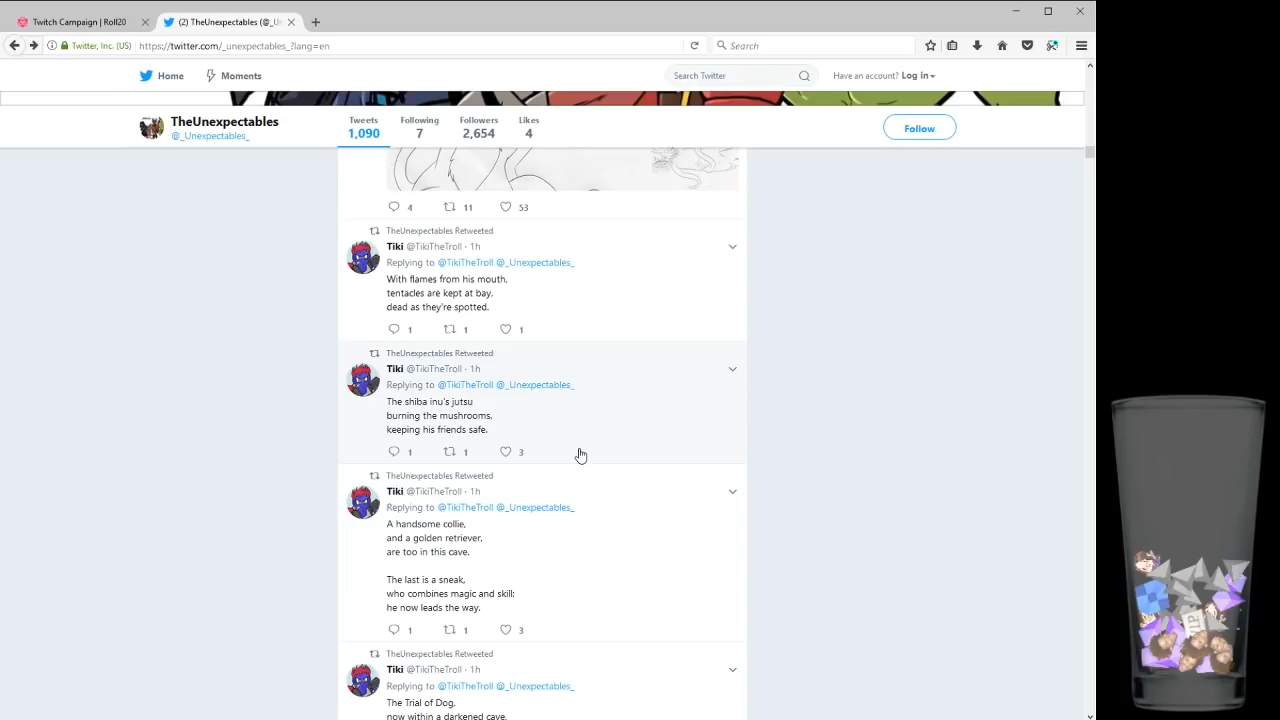 Twitch Campaign | Roll20
(2) TheUnexpectables (@_U
Twitter, Inc. (US)
https://twitter.com/_unexpectables_?lang=en
Search
Home
Moments
Search Twitter
Have an account? Log in
TheUnexpectables
@_Unexpectables_
Tweets
1,090
Following
7
Followers
2,654
Likes
4
Follow
4
11
53
TheUnexpectables Retweeted
Tiki @TikiTheTroll · 1h
Replying to @TikiTheTroll @_Unexpectables_
With flames from his mouth,
tentacles are kept at bay,
dead as they're spotted.
1
1
1
TheUnexpectables Retweeted
Tiki @TikiTheTroll · 1h
Replying to @TikiTheTroll @_Unexpectables_
The shiba inu's jutsu
burning the mushrooms,
keeping his friends safe.
1
1
3
TheUnexpectables Retweeted
Tiki @TikiTheTroll · 1h
Replying to @TikiTheTroll @_Unexpectables_
A handsome collie,
and a golden retriever,
are too in this cave.
The last is a sneak,
who combines magic and skill;
he now leads the way.
1
1
3
TheUnexpectables Retweeted
Tiki @TikiTheTroll · 1h
Replying to @TikiTheTroll @_Unexpectables_
The Trial of Dog,
now within a darkened cave,
VIP